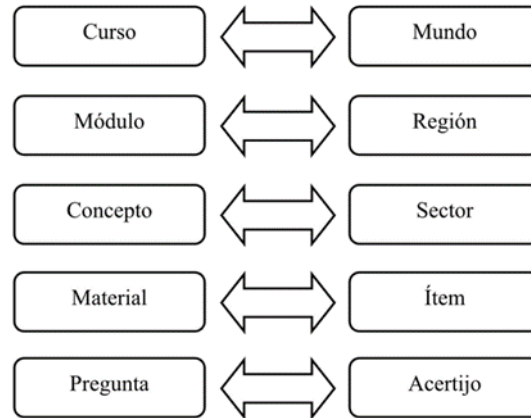 Curso
Mundo
Módulo
Región
Concepto
Sector
Material
Ítem
Pregunta
Acertijo